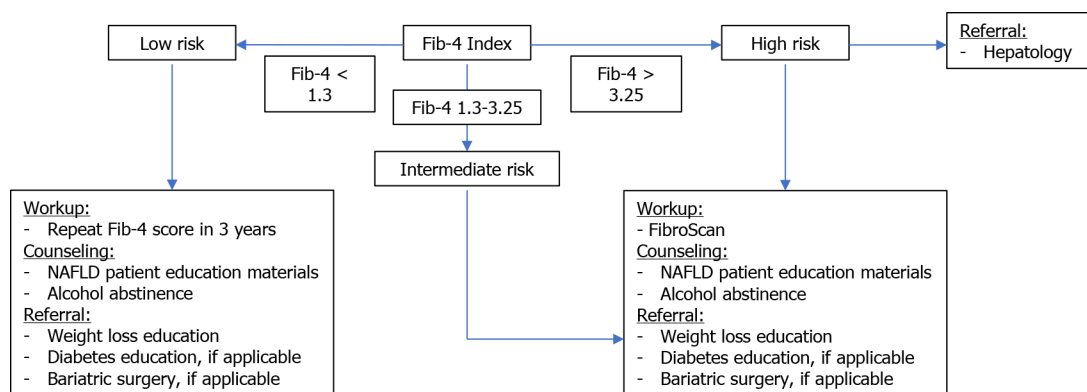 Low risk
Fib-4 Index
High risk
Referral:
- Hepatology
Fib-4 <
1.3
Fib-4 1.3-3.25
Fib-4 >
3.25
Intermediate risk
Workup:
- Repeat Fib-4 score in 3 years
Counseling:
- NAFLD patient education materials
- Alcohol abstinence
Referral:
- Weight loss education
- Diabetes education, if applicable
- Bariatric surgery, if applicable
Workup:
- FibroScan
Counseling:
- NAFLD patient education materials
- Alcohol abstinence
Referral:
- Weight loss education
- Diabetes education, if applicable
- Bariatric surgery, if applicable